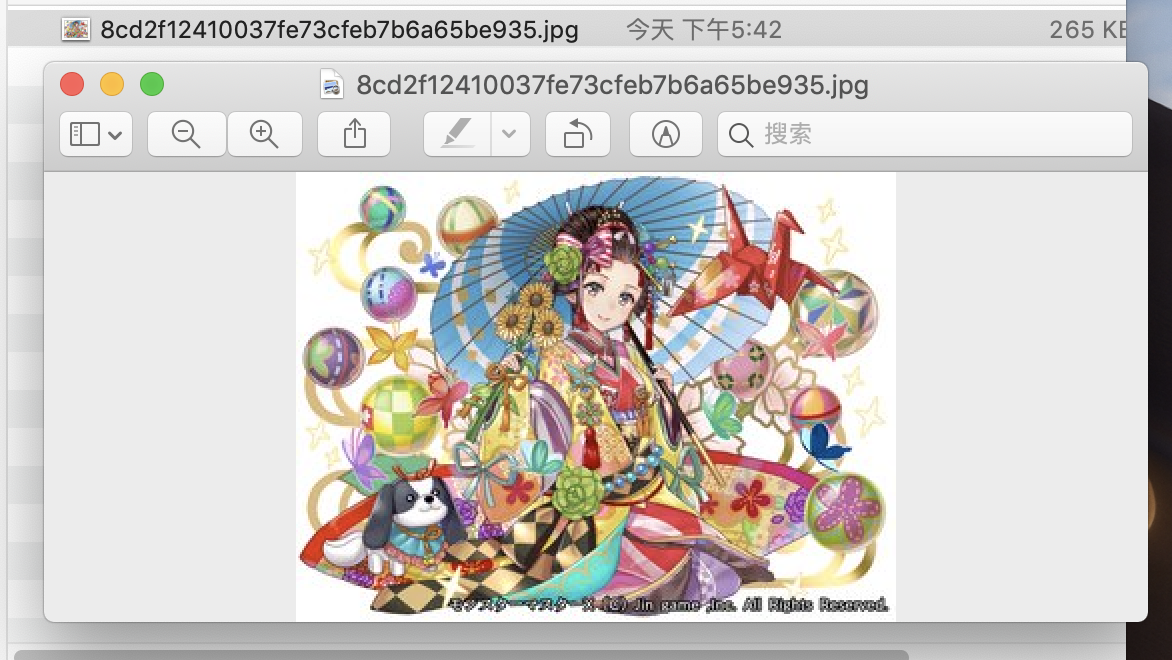 8cd2f12410037fe73cfeb7b6a65be935.jpg 今天 下午5:42 265 KB
8cd2f12410037fe73cfeb7b6a65be935.jpg
搜索
モンスターマスターX (C) Jin game ,Inc. All Rights Reserved.